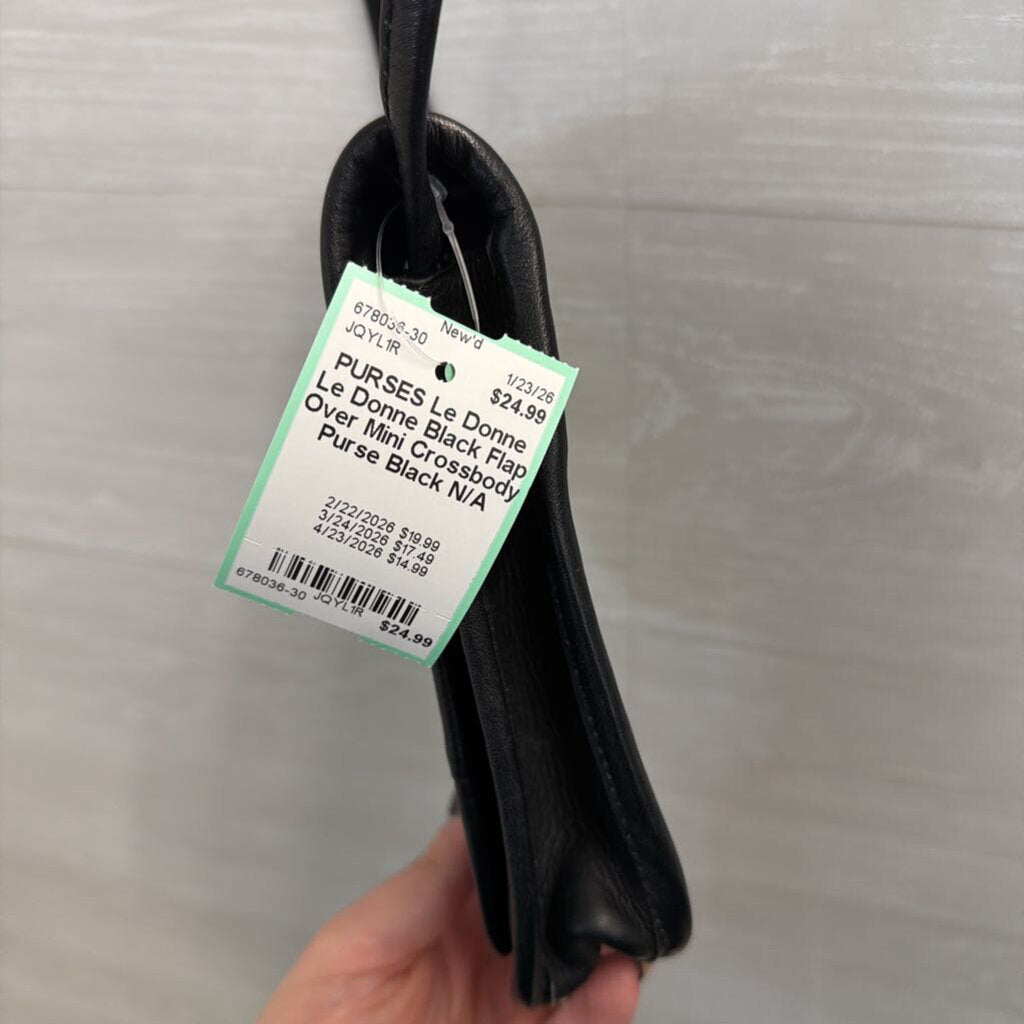 678036-30 New'd
JQYL1R 1/23/26
$24.99
PURSES Le Donne
Le Donne Black Flap
Over Mini Crossbody
Purse Black N/A
2/22/2026 $19.99
3/24/2026 $17.49
4/23/2026 $14.99
678036-30 JQYL1R
$24.99